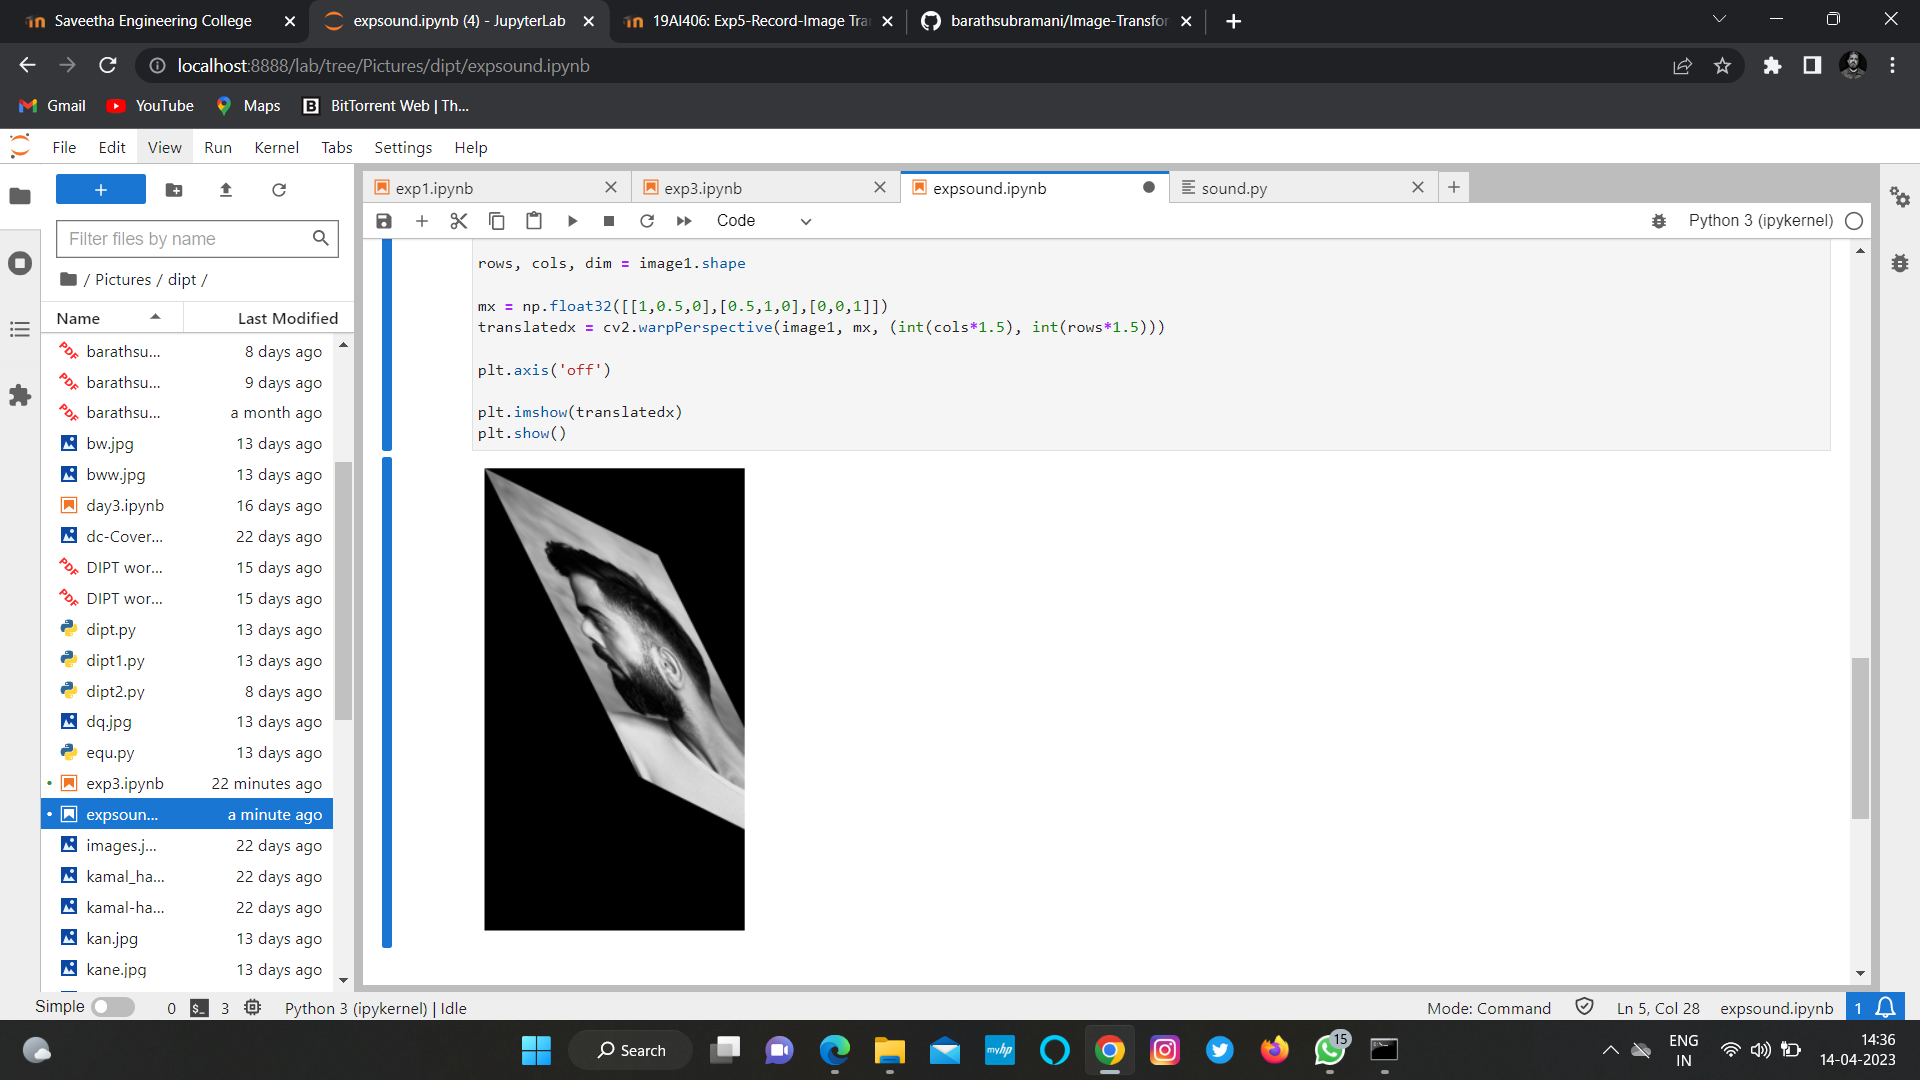 Saveetha Engineering College
expsound.ipynb (4) - JupyterLab
19AI406: Exp5-Record-Image Tra
barathsubramani/Image-Transfor
localhost:8888/lab/tree/Pictures/dipt/expsound.ipynb
Gmail
YouTube
Maps
B
BitTorrent Web | Th...
File Edit View Run Kernel Tabs Settings Help
exp1.ipynb
exp3.ipynb
expsound.ipynb
sound.py
Code
Python 3 (ipykernel)
Filter files by name
/ Pictures / dipt /
Name Last Modified
PDF barathsu... 8 days ago
PDF barathsu... 9 days ago
PDF barathsu... a month ago
bw.jpg 13 days ago
bww.jpg 13 days ago
day3.ipynb 16 days ago
dc-Cover... 22 days ago
PDF DIPT wor... 15 days ago
PDF DIPT wor... 15 days ago
dipt.py 13 days ago
dipt1.py 13 days ago
dipt2.py 8 days ago
dq.jpg 13 days ago
equ.py 13 days ago
exp3.ipynb 22 minutes ago
expsoun... a minute ago
images.j... 22 days ago
kamal_ha... 22 days ago
kamal-ha... 22 days ago
kan.jpg 13 days ago
kane.jpg 13 days ago
rows, cols, dim = image1.shape
mx = np.float32([[1,0.5,0],[0.5,1,0],[0,0,1]])
translatedx = cv2.warpPerspective(image1, mx, (int(cols*1.5), int(rows*1.5)))
plt.axis('off')
plt.imshow(translatedx)
plt.show()
Simple
0
$_
3
Python 3 (ipykernel) | Idle
Mode: Command
Ln 5, Col 28
expsound.ipynb
1
Search
myhp
15
ENG
IN
14:36
14-04-2023